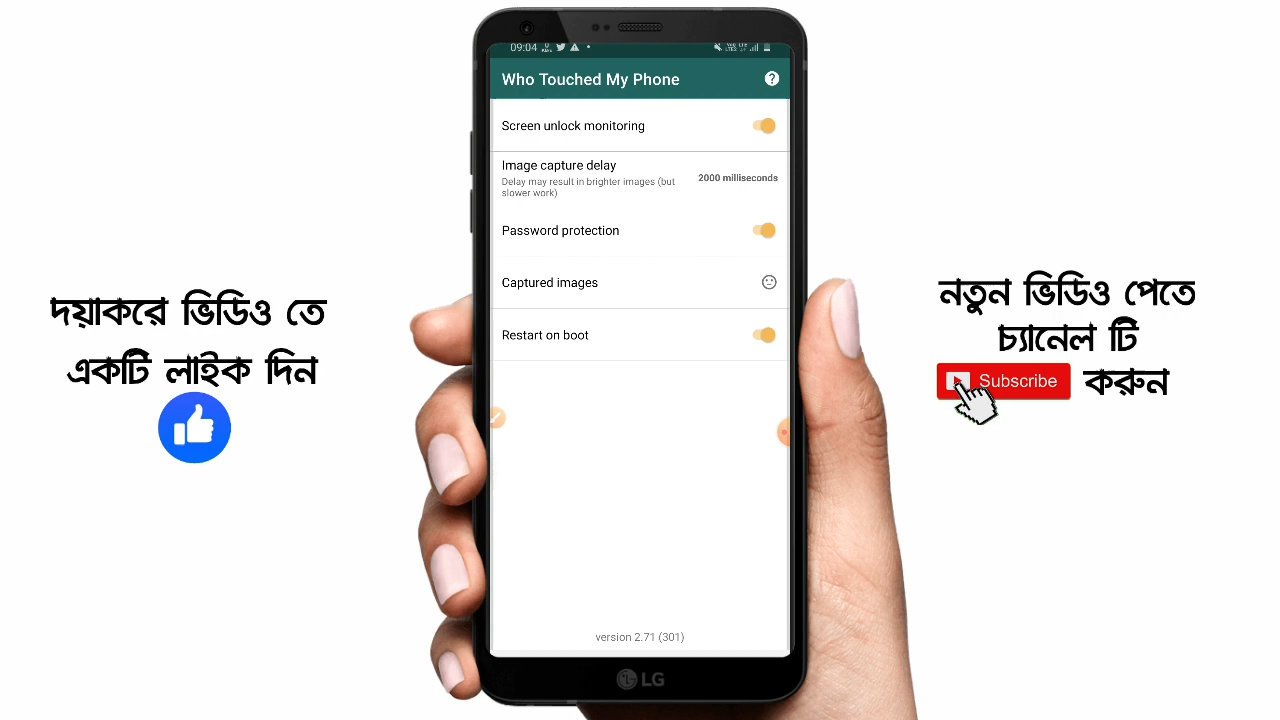 09:04
Who Touched My Phone
Screen unlock monitoring
Image capture delay
Delay may result in brighter images (but
slower work)
2000 milliseconds
Password protection
Captured images
Restart on boot
version 2.71 (301)
LG
দয়াকরে ভিডিও তে
একটি লাইক দিন
নতুন ভিডিও পেতে
চ্যানেল টি
Subscribe করুন